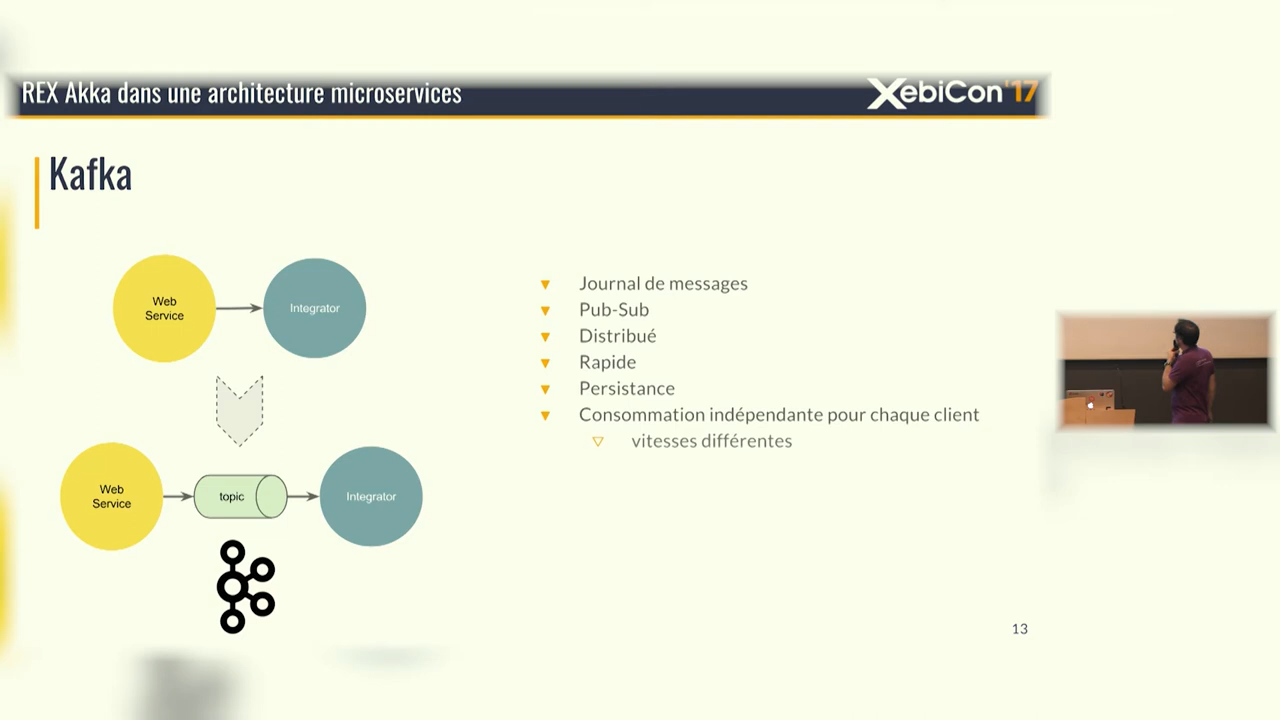 REX Akka dans une architecture microservices
XebiCon'17
Kafka
Web
Service
Integrator
Web
Service
topic
Integrator
Journal de messages
Pub-Sub
Distribué
Rapide
Persistance
Consommation indépendante pour chaque client
vitesses différentes
13